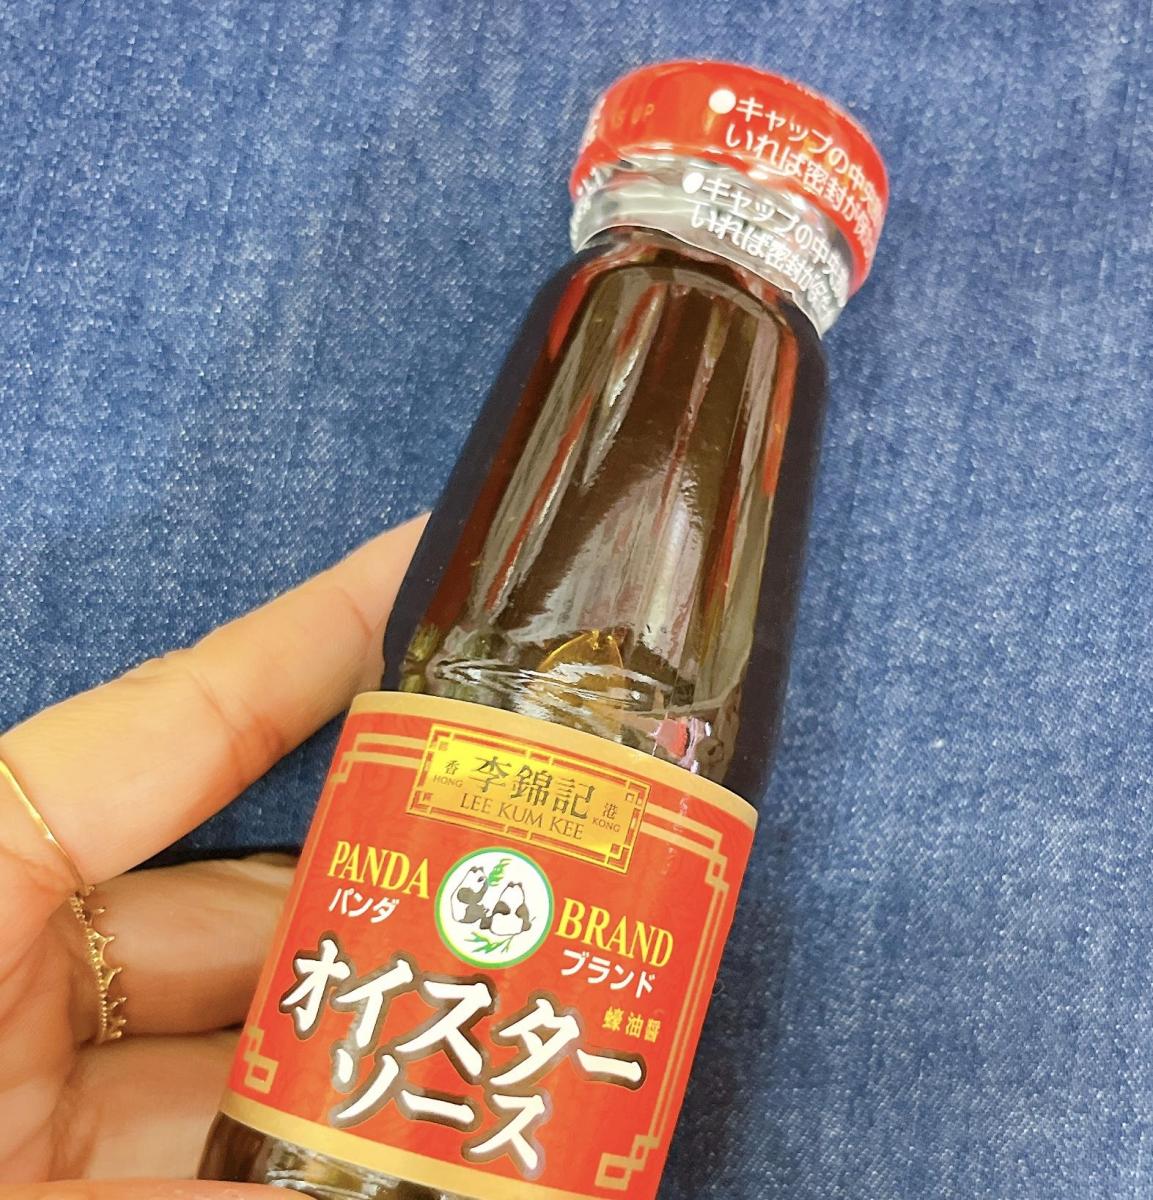 ●キャップの中央
いれば密封が
●キャップの中央
いれば密封が
香 李錦記 港
HONG LEE KUM KEE KONG
PANDA BRAND
パンダ ブランド
蠔油醤
オイスター
ソース